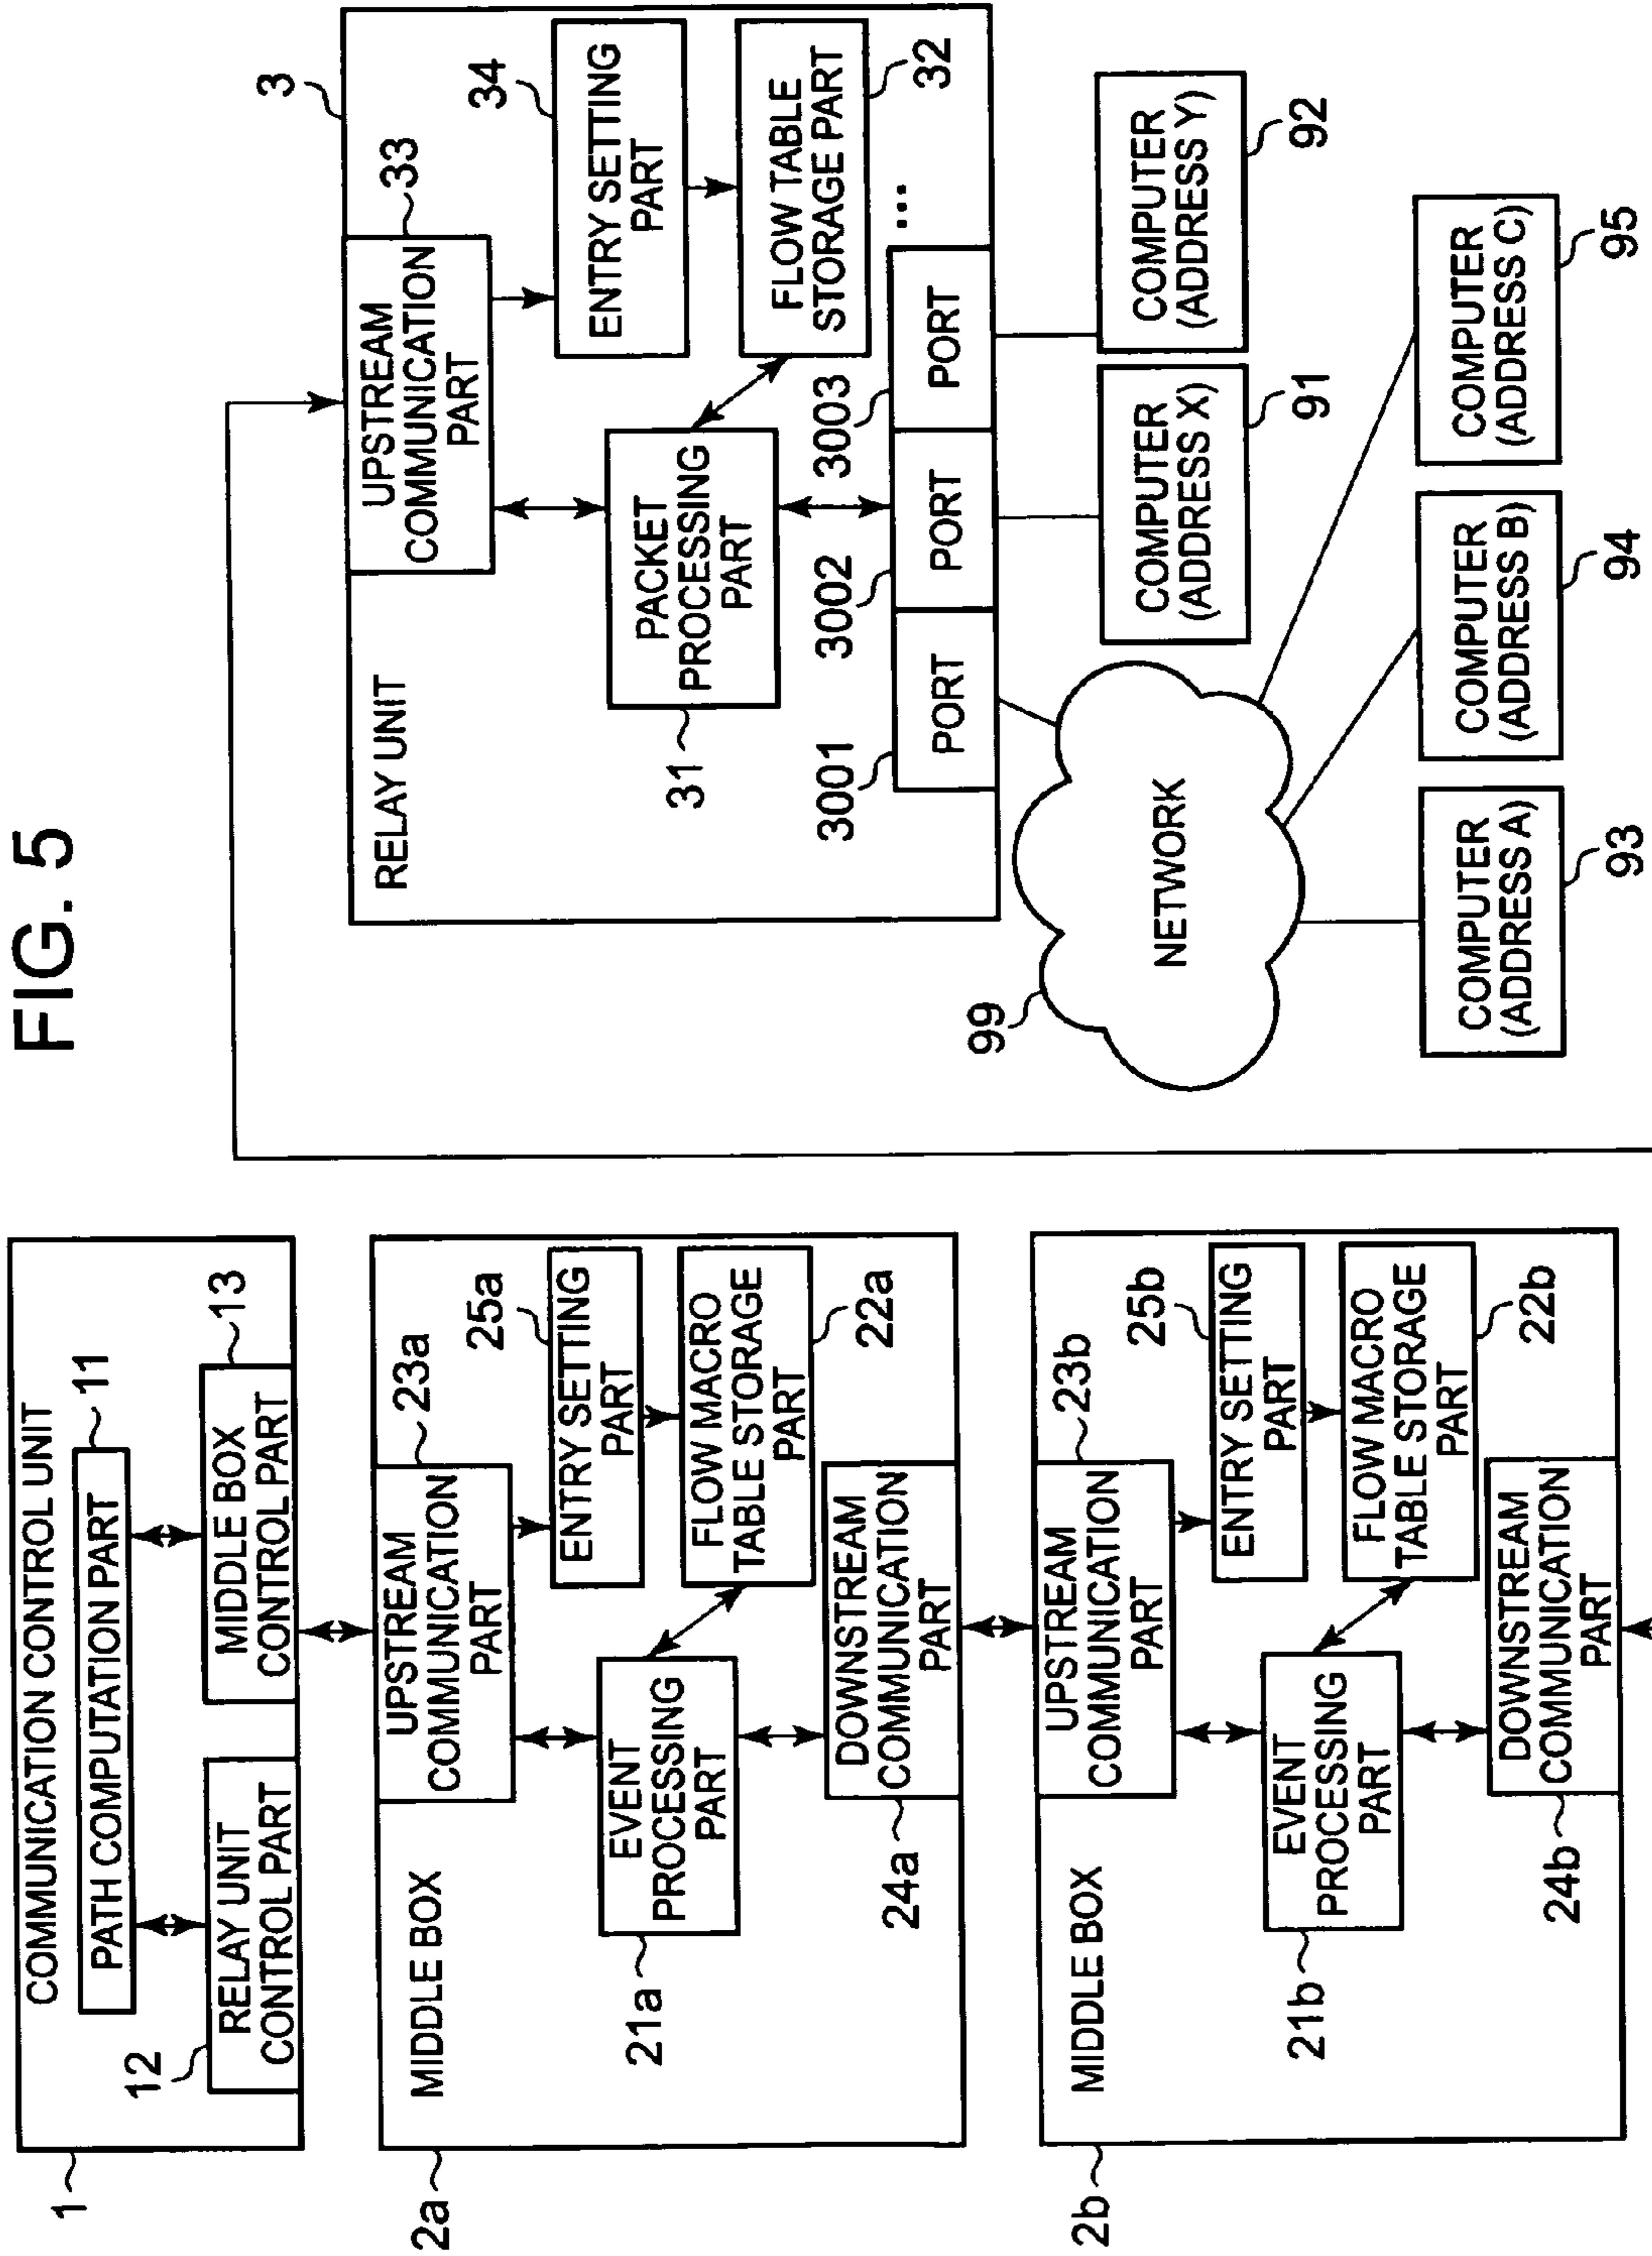 FIG. 5
1
COMMUNICATION CONTROL UNIT
PATH COMPUTATION PART
11
12
RELAY UNIT
CONTROL PART
MIDDLE BOX
CONTROL PART
13
2a
MIDDLE BOX
UPSTREAM
COMMUNICATION
PART
23a
25a
ENTRY SETTING
PART
FLOW MACRO
TABLE STORAGE
PART
22a
EVENT
PROCESSING
PART
21a
DOWNSTREAM
COMMUNICATION
PART
24a
2b
MIDDLE BOX
UPSTREAM
COMMUNICATION
PART
23b
25b
ENTRY SETTING
PART
FLOW MACRO
TABLE STORAGE
PART
22b
EVENT
PROCESSING
PART
21b
DOWNSTREAM
COMMUNICATION
PART
24b
3
RELAY UNIT
UPSTREAM
COMMUNICATION
PART
33
34
ENTRY SETTING
PART
FLOW TABLE
STORAGE PART
32
PACKET
PROCESSING
PART
31
3001
PORT
3002
PORT
3003
PORT
...
99
NETWORK
COMPUTER
(ADDRESS X)
91
COMPUTER
(ADDRESS Y)
92
COMPUTER
(ADDRESS A)
93
COMPUTER
(ADDRESS B)
94
COMPUTER
(ADDRESS C)
95